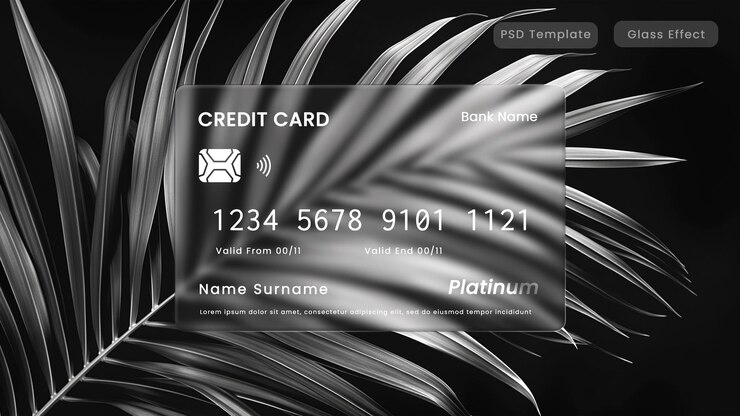 PSD Template
Glass Effect
CREDIT CARD
Bank Name
1234 5678 9101 1121
Valid From 00/11
Valid End 00/11
Name Surname
Platinum
Lorem ipsum dolor sit amet, consectetur adipiscing elit, sed do eiusmod tempor incididunt